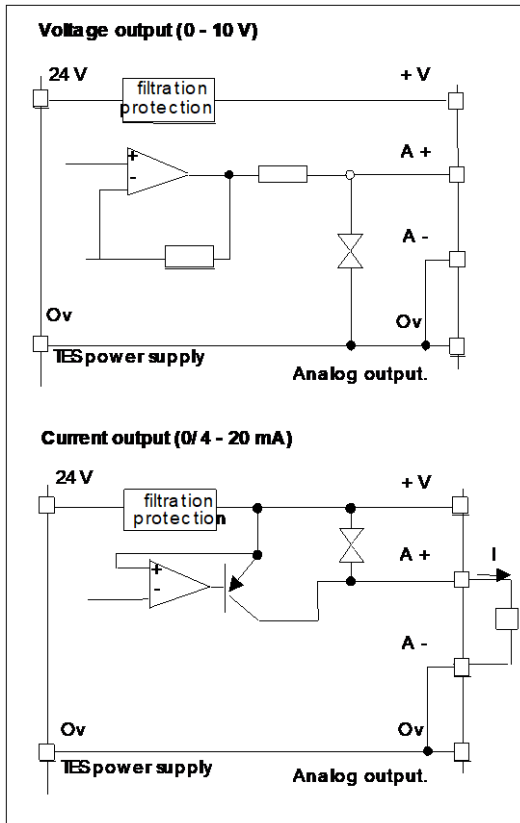 Voltage output (0 - 10 V)
24 V
filtration
protection
+ V
A +
+
-
A -
Ov
Ov
TES power supply
Analog output.
Current output (0/ 4 - 20 mA)
24 V
filtration
protection
+ V
A +
I
+
-
A -
Ov
Ov
TES power supply
Analog output.